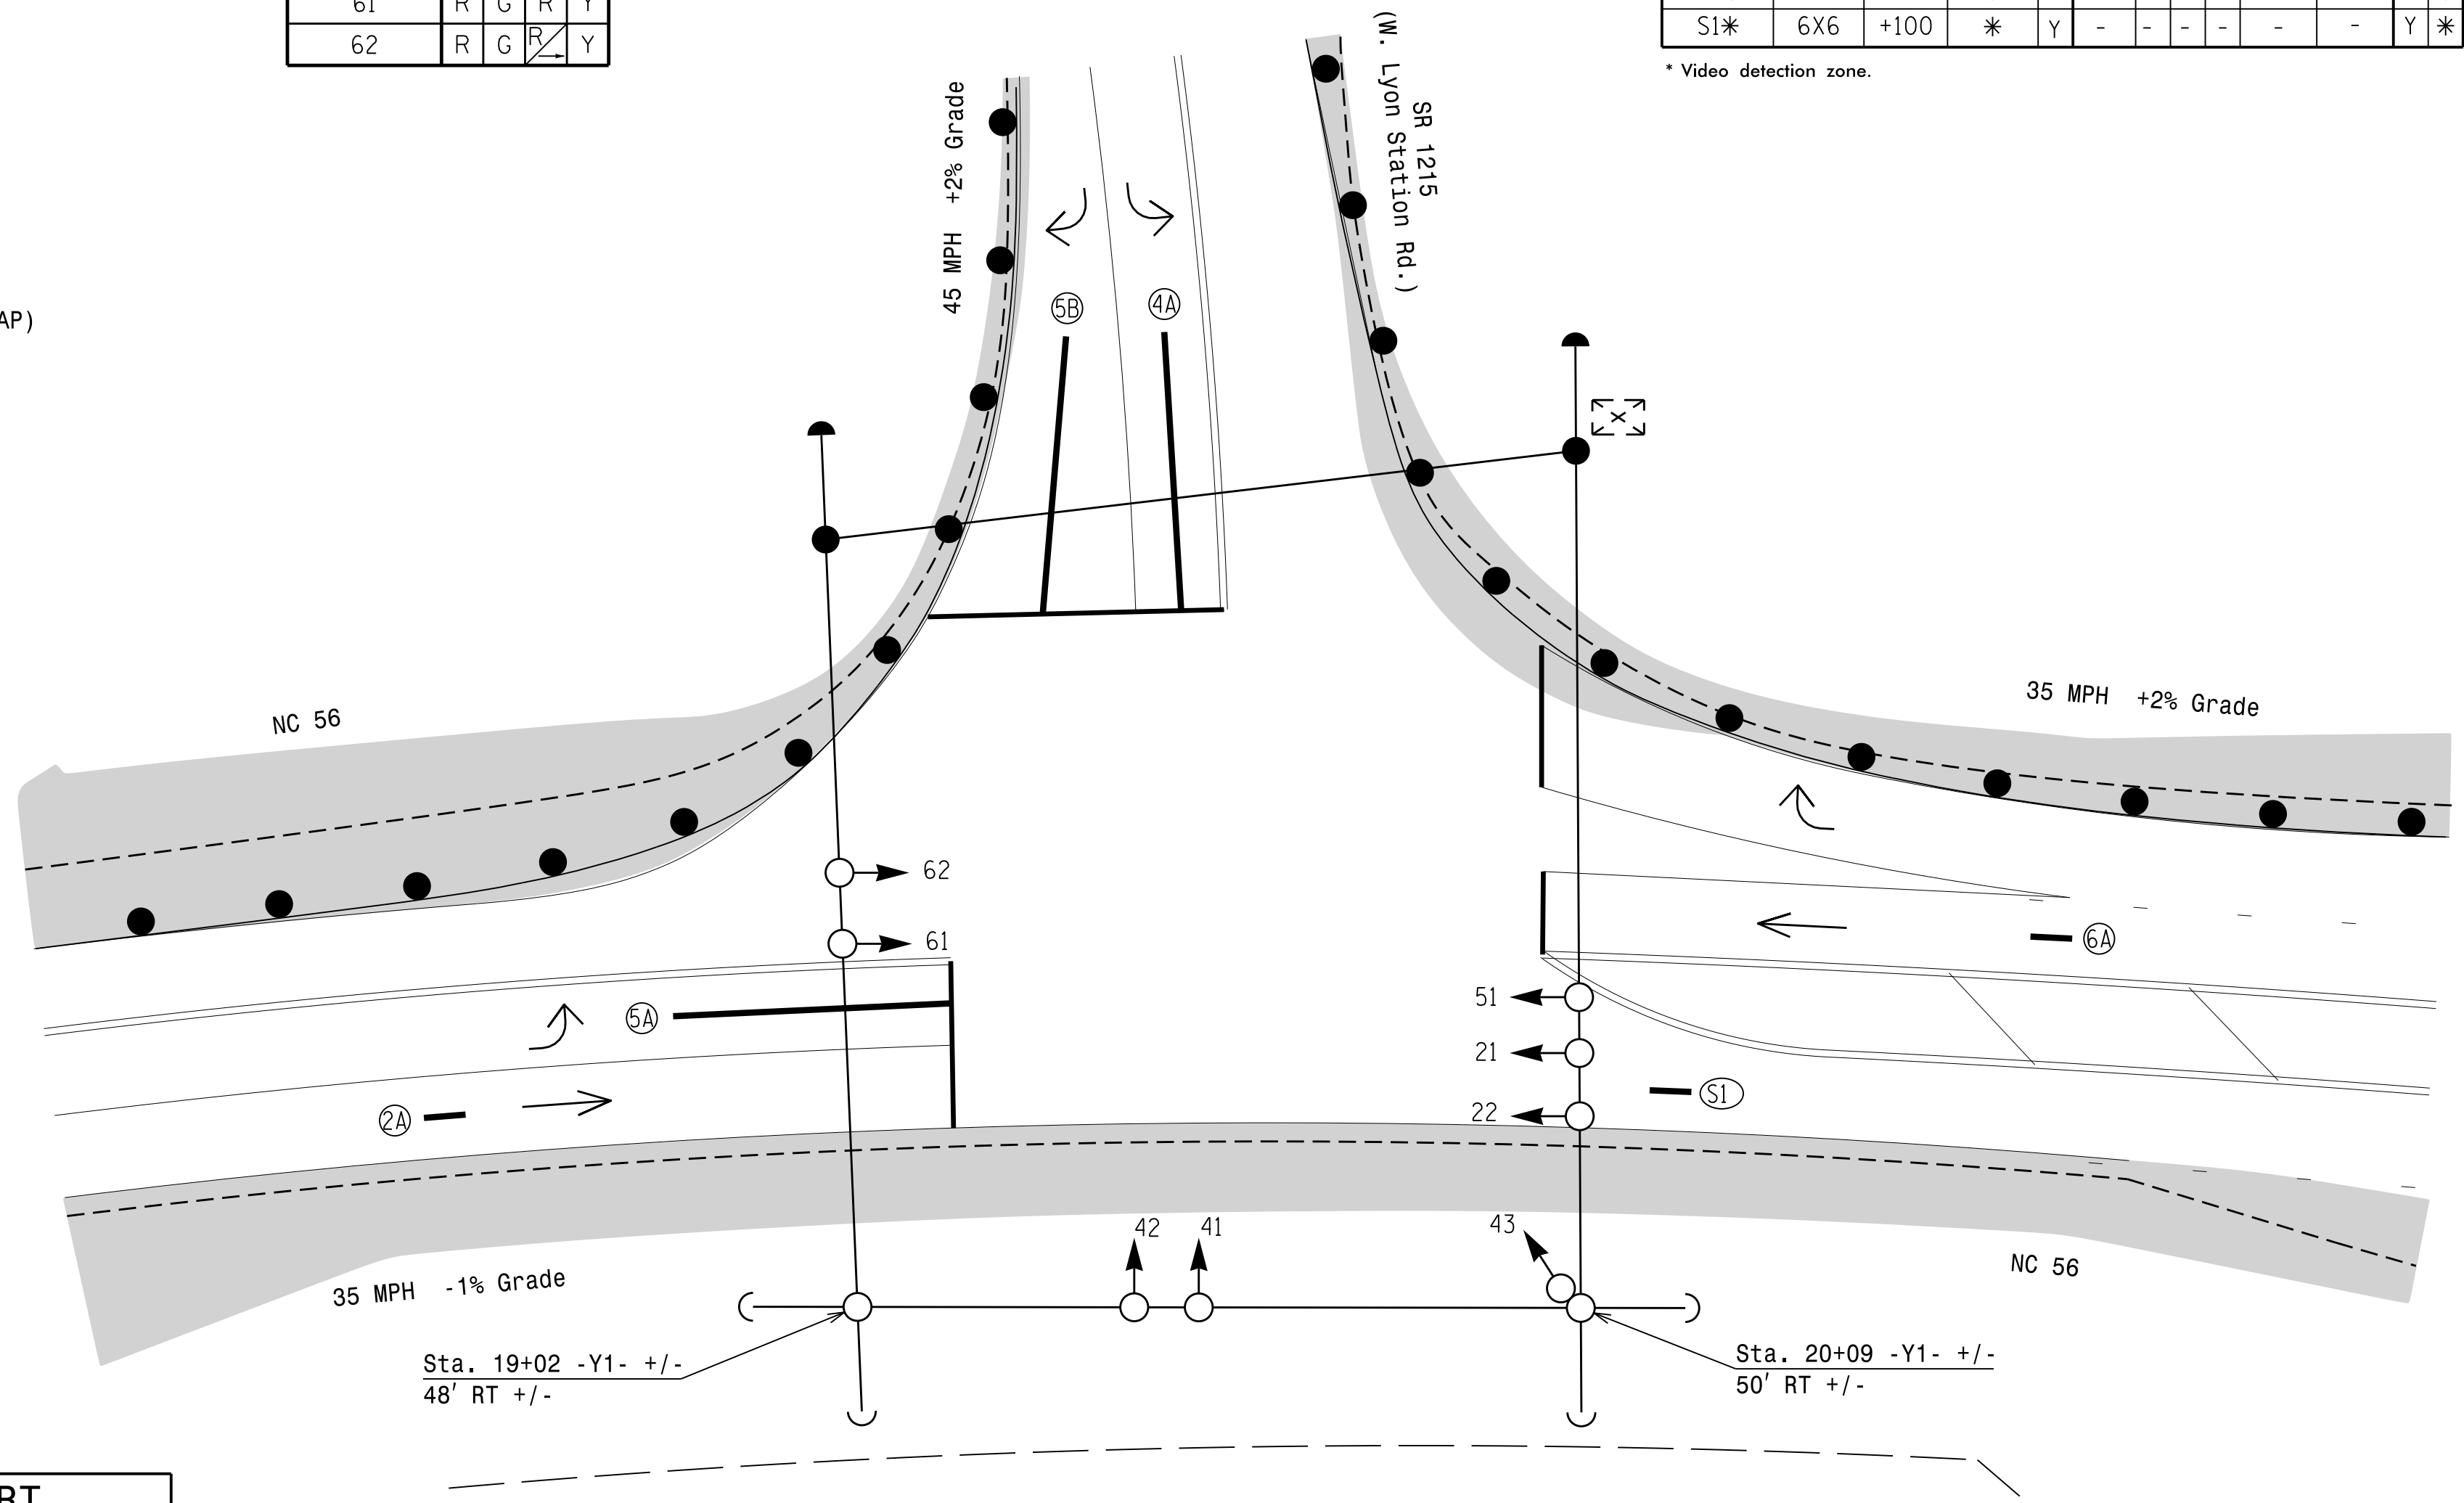 61 R G R Y
62 R G R Y
S1* 6X6 +100 * Y - - - - - - Y *
* Video detection zone.
AP)
45 MPH +2% Grade
SR 1215
(W. Lyon Station Rd.)
5B
4A
NC 56
35 MPH +2% Grade
62
61
6A
51
5A
21
2A
S1
22
42
41
43
NC 56
35 MPH -1% Grade
Sta. 19+02 -Y1- +/-
48' RT +/-
Sta. 20+09 -Y1- +/-
50' RT +/-
RT